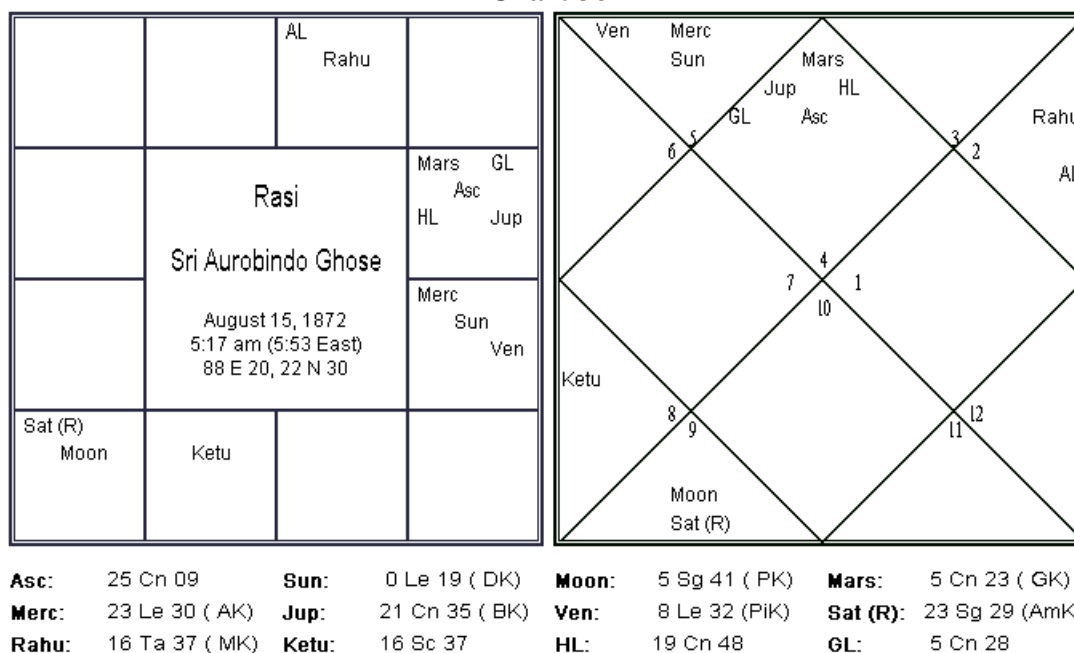 AL
Rahu
Mars GL
Asc
HL Jup
Rasi
Sri Aurobindo Ghose
August 15, 1872
5:17 am (5:53 East)
88 E 20, 22 N 30
Merc
Sun
Ven
Sat (R)
Moon
Ketu
Ven Merc
Sun Mars
Jup HL
GL Asc
Rahu
5 3
6 2
AL
4
7 1
10
Ketu
8 12
9 11
Moon
Sat (R)
Asc: 25 Cn 09 Sun: 0 Le 19 ( DK) Moon: 5 Sg 41 ( PK) Mars: 5 Cn 23 ( GK)
Merc: 23 Le 30 ( AK) Jup: 21 Cn 35 ( BK) Ven: 8 Le 32 (PiK) Sat (R): 23 Sg 29 (AmK
Rahu: 16 Ta 37 ( MK) Ketu: 16 Sc 37 HL: 19 Cn 48 GL: 5 Cn 28